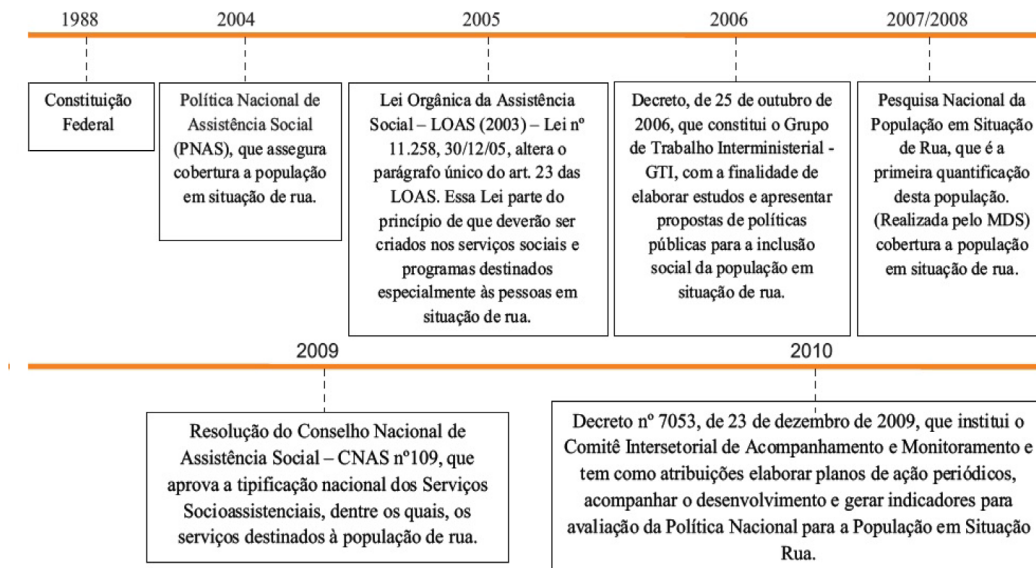 1988
2004
2005
2006
2007/2008
Constituição
Federal
Política Nacional de
Assistência Social
(PNAS), que assegura
cobertura a população
em situação de rua.
Lei Orgânica da Assistência
Social – LOAS (2003) – Lei nº
11.258, 30/12/05, altera o
parágrafo único do art. 23 das
LOAS. Essa Lei parte do
princípio de que deverão ser
criados nos serviços sociais e
programas destinados
especialmente às pessoas em
situação de rua.
Decreto, de 25 de outubro de
2006, que constitui o Grupo
de Trabalho Interministerial -
GTI, com a finalidade de
elaborar estudos e apresentar
propostas de políticas
públicas para a inclusão
social da população em
situação de rua.
Pesquisa Nacional da
População em Situação
de Rua, que é a
primeira quantificação
desta população.
(Realizada pelo MDS)
cobertura a população
em situação de rua.
2009
2010
Resolução do Conselho Nacional de
Assistência Social – CNAS nº109, que
aprova a tipificação nacional dos Serviços
Socioassistenciais, dentre os quais, os
serviços destinados à população de rua.
Decreto nº 7053, de 23 de dezembro de 2009, que institui o
Comitê Intersetorial de Acompanhamento e Monitoramento e
tem como atribuições elaborar planos de ação periódicos,
acompanhar o desenvolvimento e gerar indicadores para
avaliação da Política Nacional para a População em Situação
Rua.